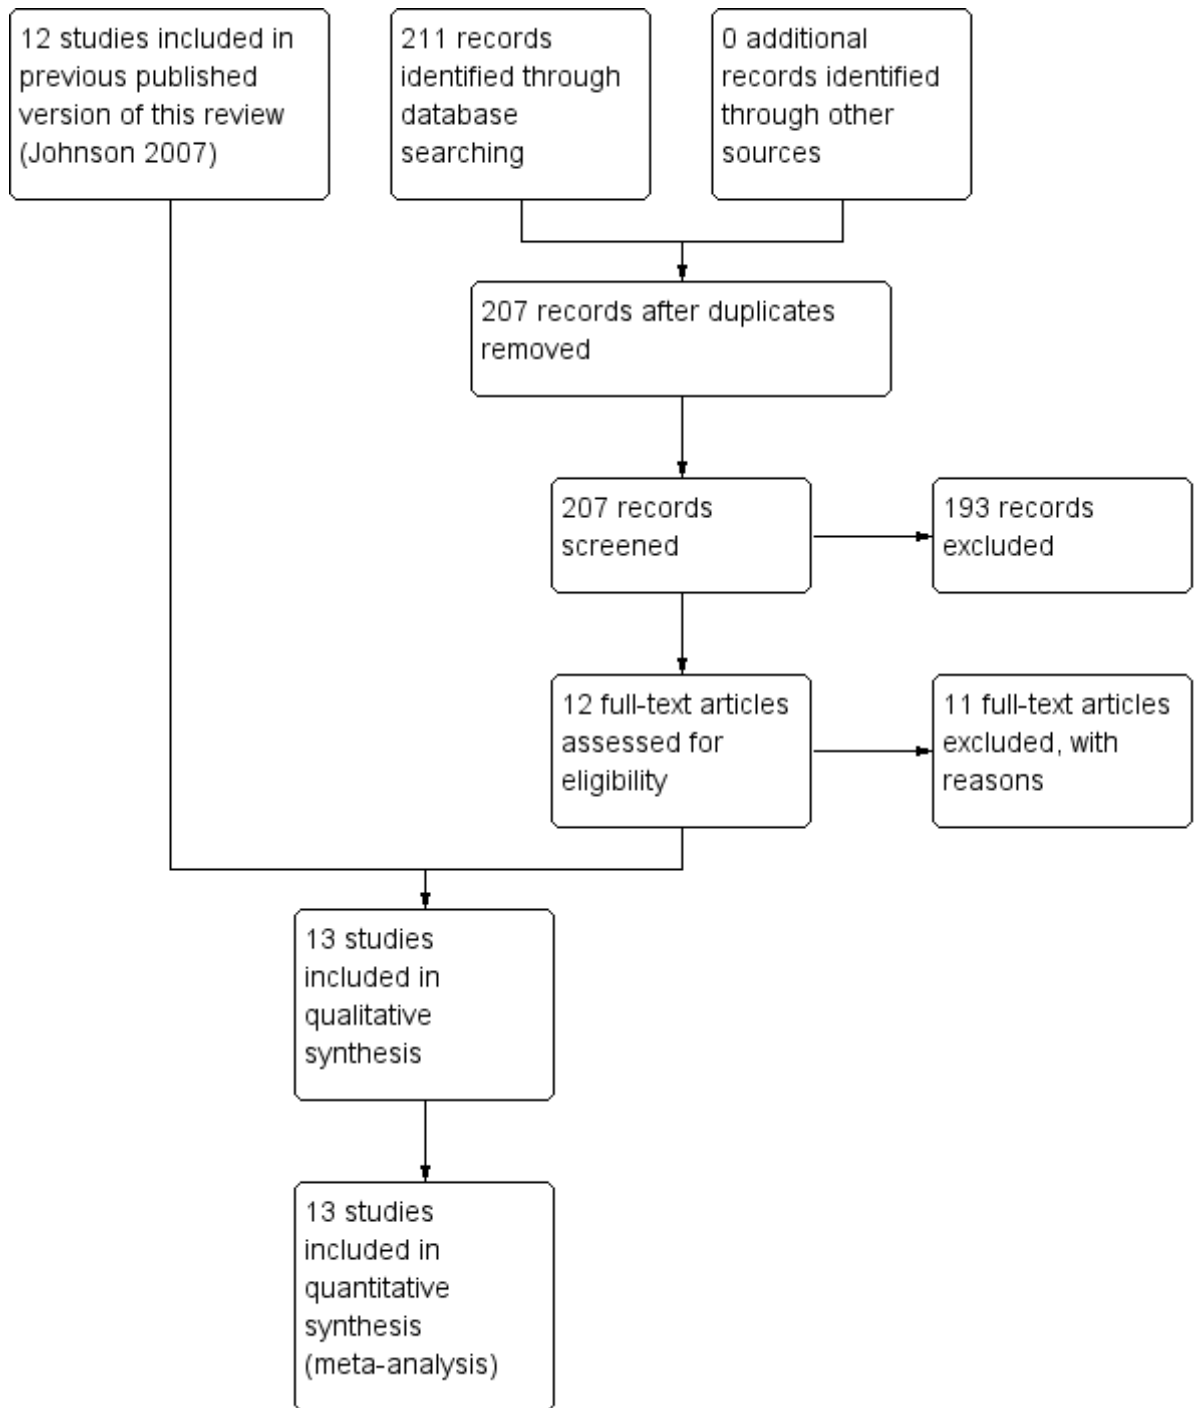 12 studies included in
previous published
version of this review
(Johnson 2007)
211 records
identified through
database
searching
0 additional
records identified
through other
sources
207 records after duplicates
removed
207 records
screened
193 records
excluded
12 full-text articles
assessed for
eligibility
11 full-text articles
excluded, with
reasons
13 studies
included in
qualitative
synthesis
13 studies
included in
quantitative
synthesis
(meta-analysis)